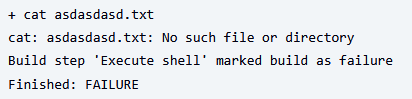 + cat asdasdasd.txt
cat: asdasdasd.txt: No such file or directory
Build step 'Execute shell' marked build as failure
Finished: FAILURE